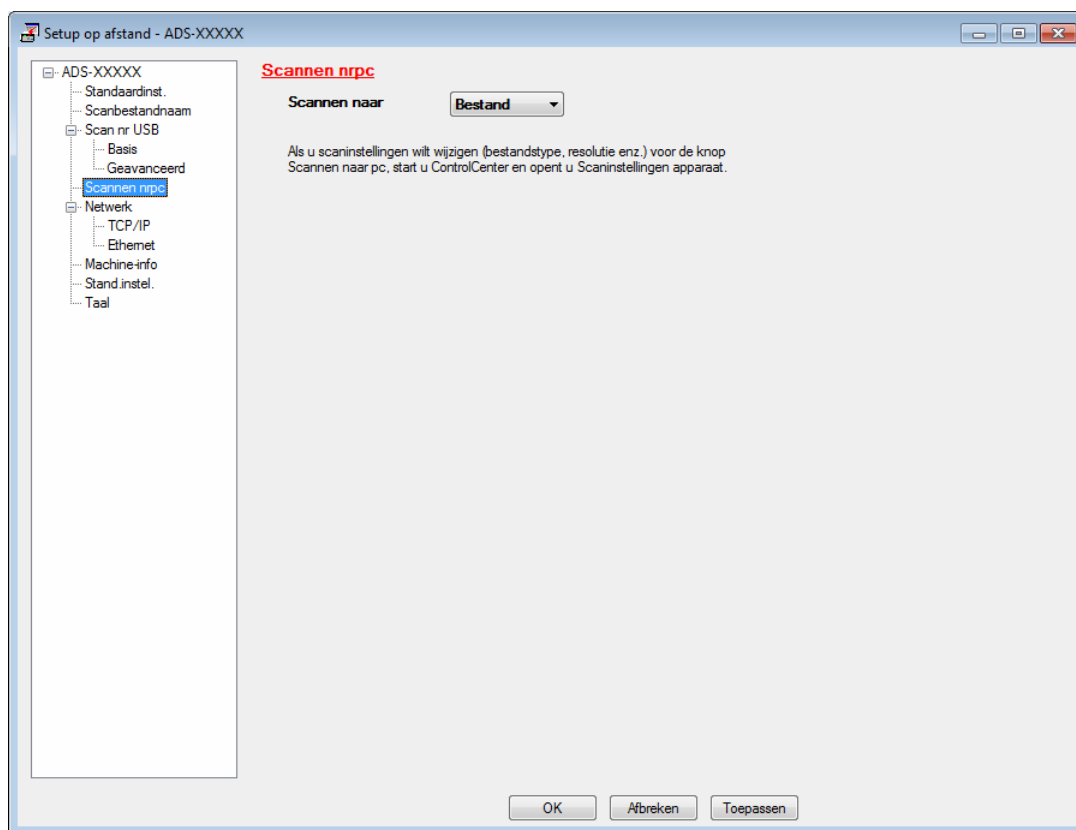 Setup op afstand - ADS-XXXXX
ADS-XXXXX
Standaardinst.
Scanbestandnaam
Scan nr USB
Basis
Geavanceerd
Scannen nrpc
Netwerk
TCP/IP
Ethernet
Machine-info
Stand.instel.
Taal
Scannen nrpc
Scannen naar
Bestand
Als u scaninstellingen wilt wijzigen (bestandstype, resolutie enz.) voor de knop
Scannen naar pc, start u ControlCenter en opent u Scaninstellingen apparaat.
OK
Afbreken
Toepassen